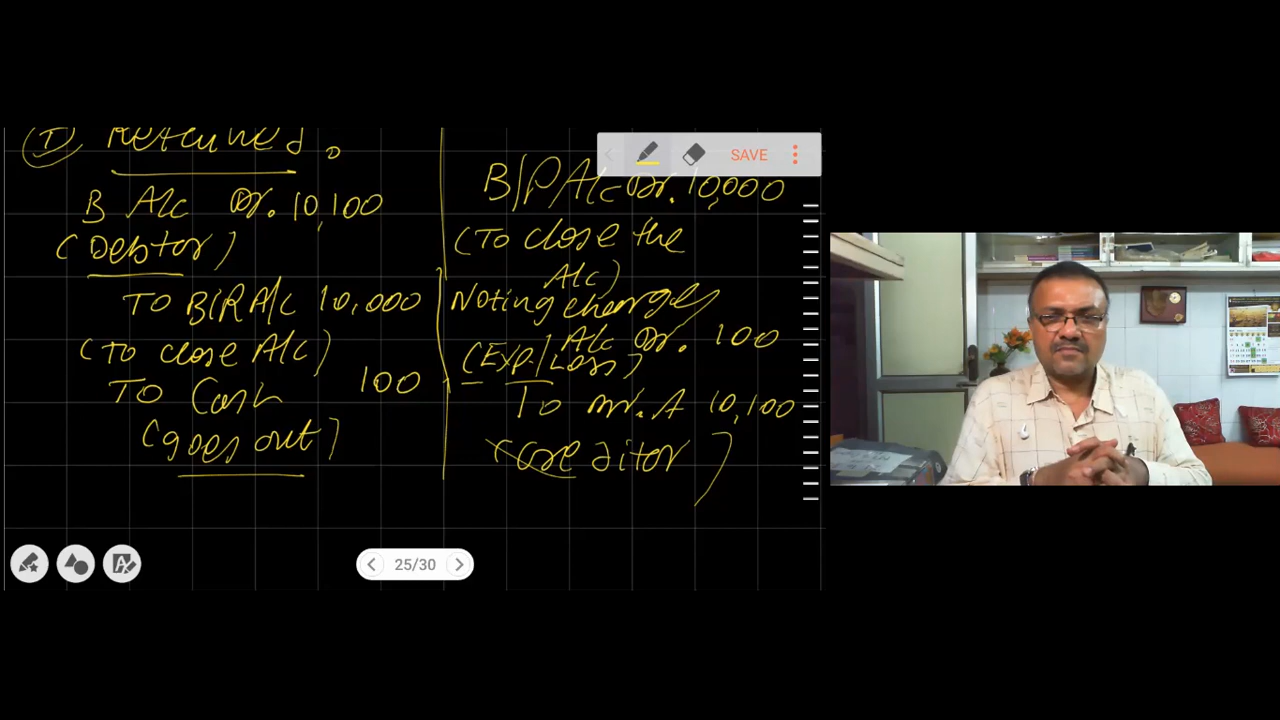 ① Returned.
B A/c Dr. 10,100
(Debtor)
To B/R A/c 10,000
(To close A/c)
To Cash 100
(goes out)
B/P A/c Dr. 10,000
(To close the
A/c)
Noting charges
A/c Dr. 100
(Exp./Loss)
To Mr. A 10,100
(creditor)
SAVE
25/30